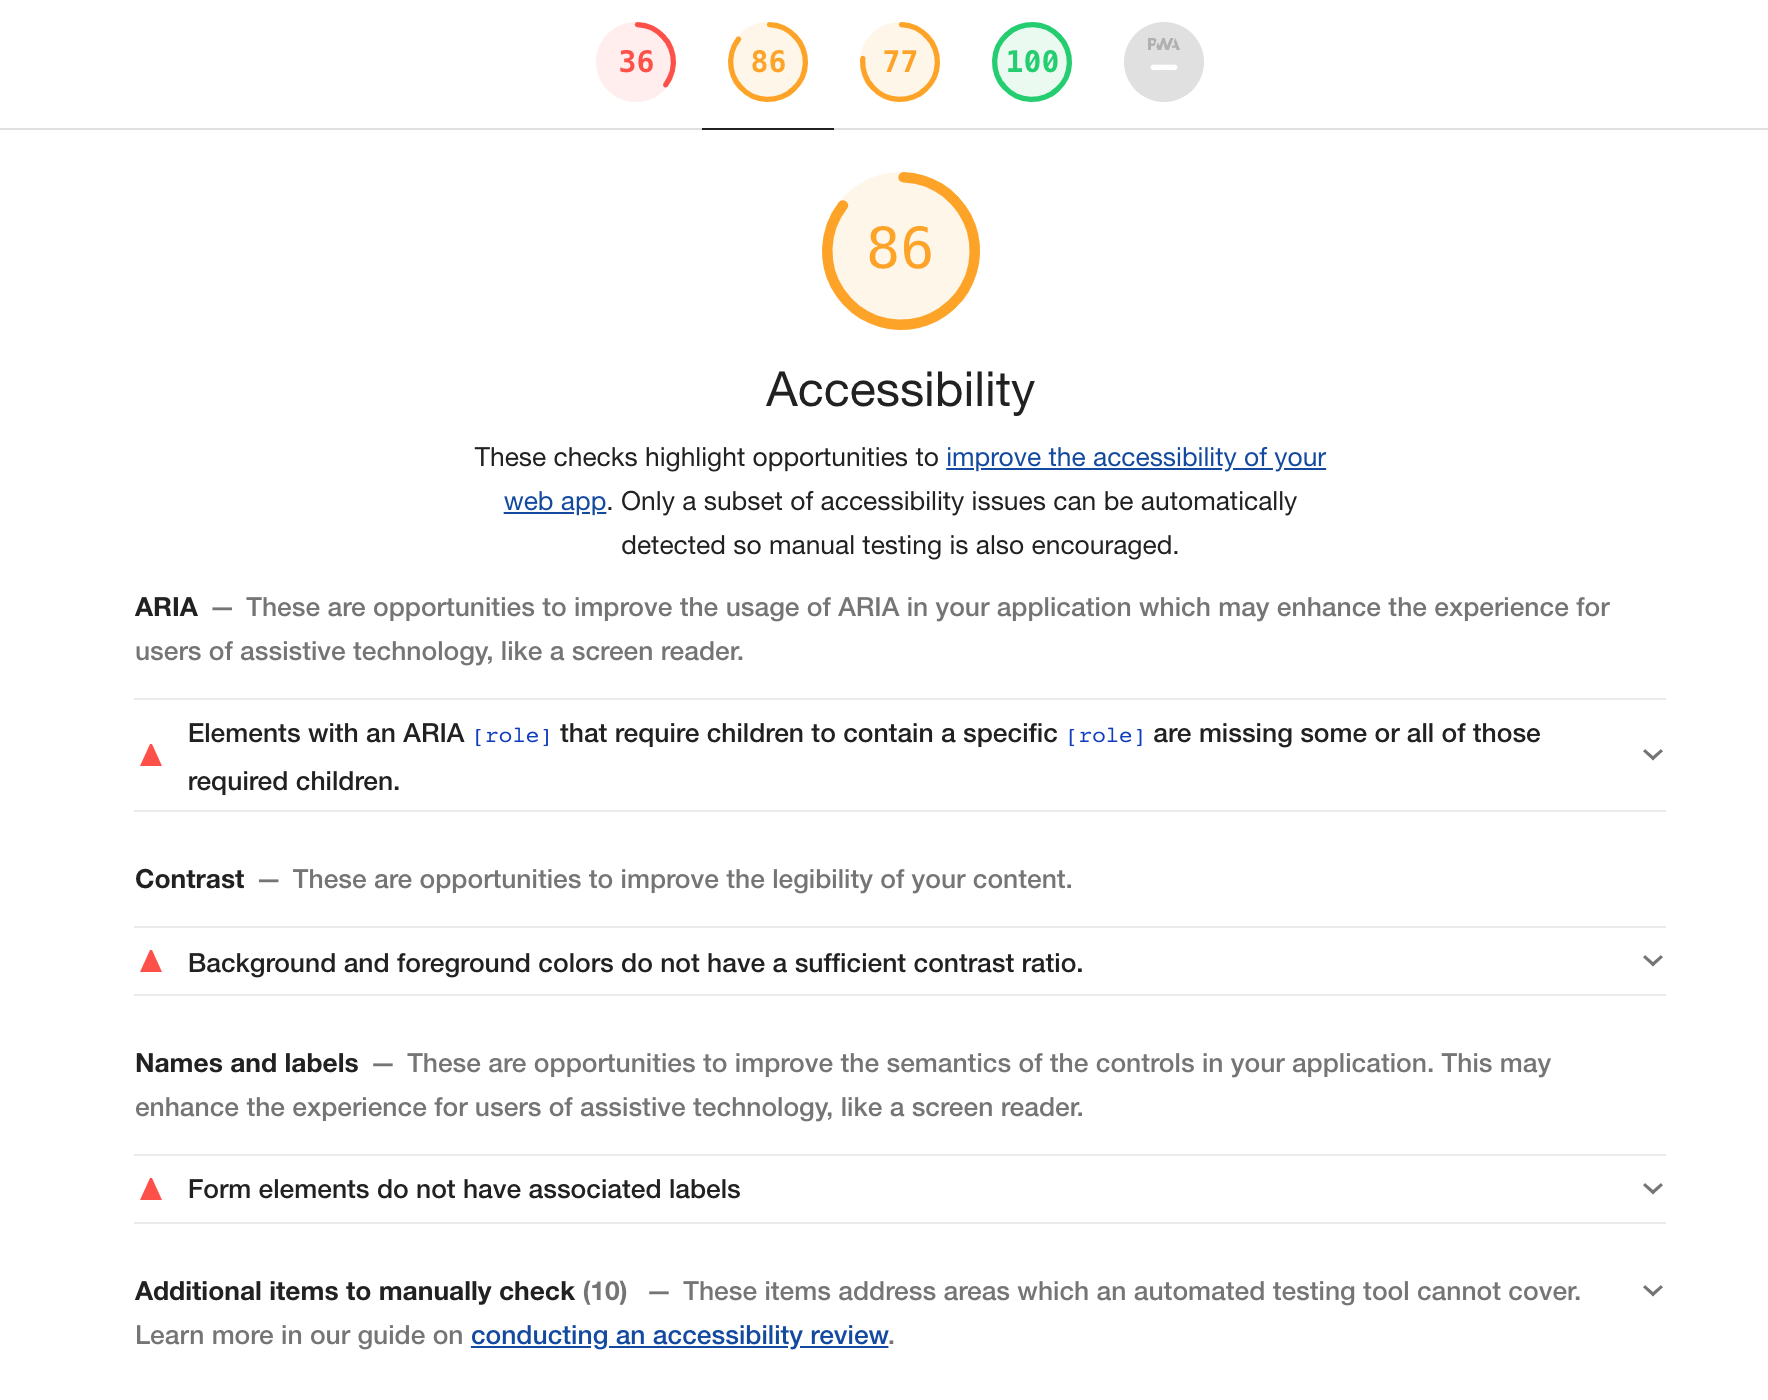 36 86 77 100 PWA
86
Accessibility
These checks highlight opportunities to improve the accessibility of your
web app. Only a subset of accessibility issues can be automatically
detected so manual testing is also encouraged.
ARIA — These are opportunities to improve the usage of ARIA in your application which may enhance the experience for
users of assistive technology, like a screen reader.
Elements with an ARIA [role] that require children to contain a specific [role] are missing some or all of those
required children.
Contrast — These are opportunities to improve the legibility of your content.
Background and foreground colors do not have a sufficient contrast ratio.
Names and labels — These are opportunities to improve the semantics of the controls in your application. This may
enhance the experience for users of assistive technology, like a screen reader.
Form elements do not have associated labels
Additional items to manually check (10) — These items address areas which an automated testing tool cannot cover.
Learn more in our guide on conducting an accessibility review.